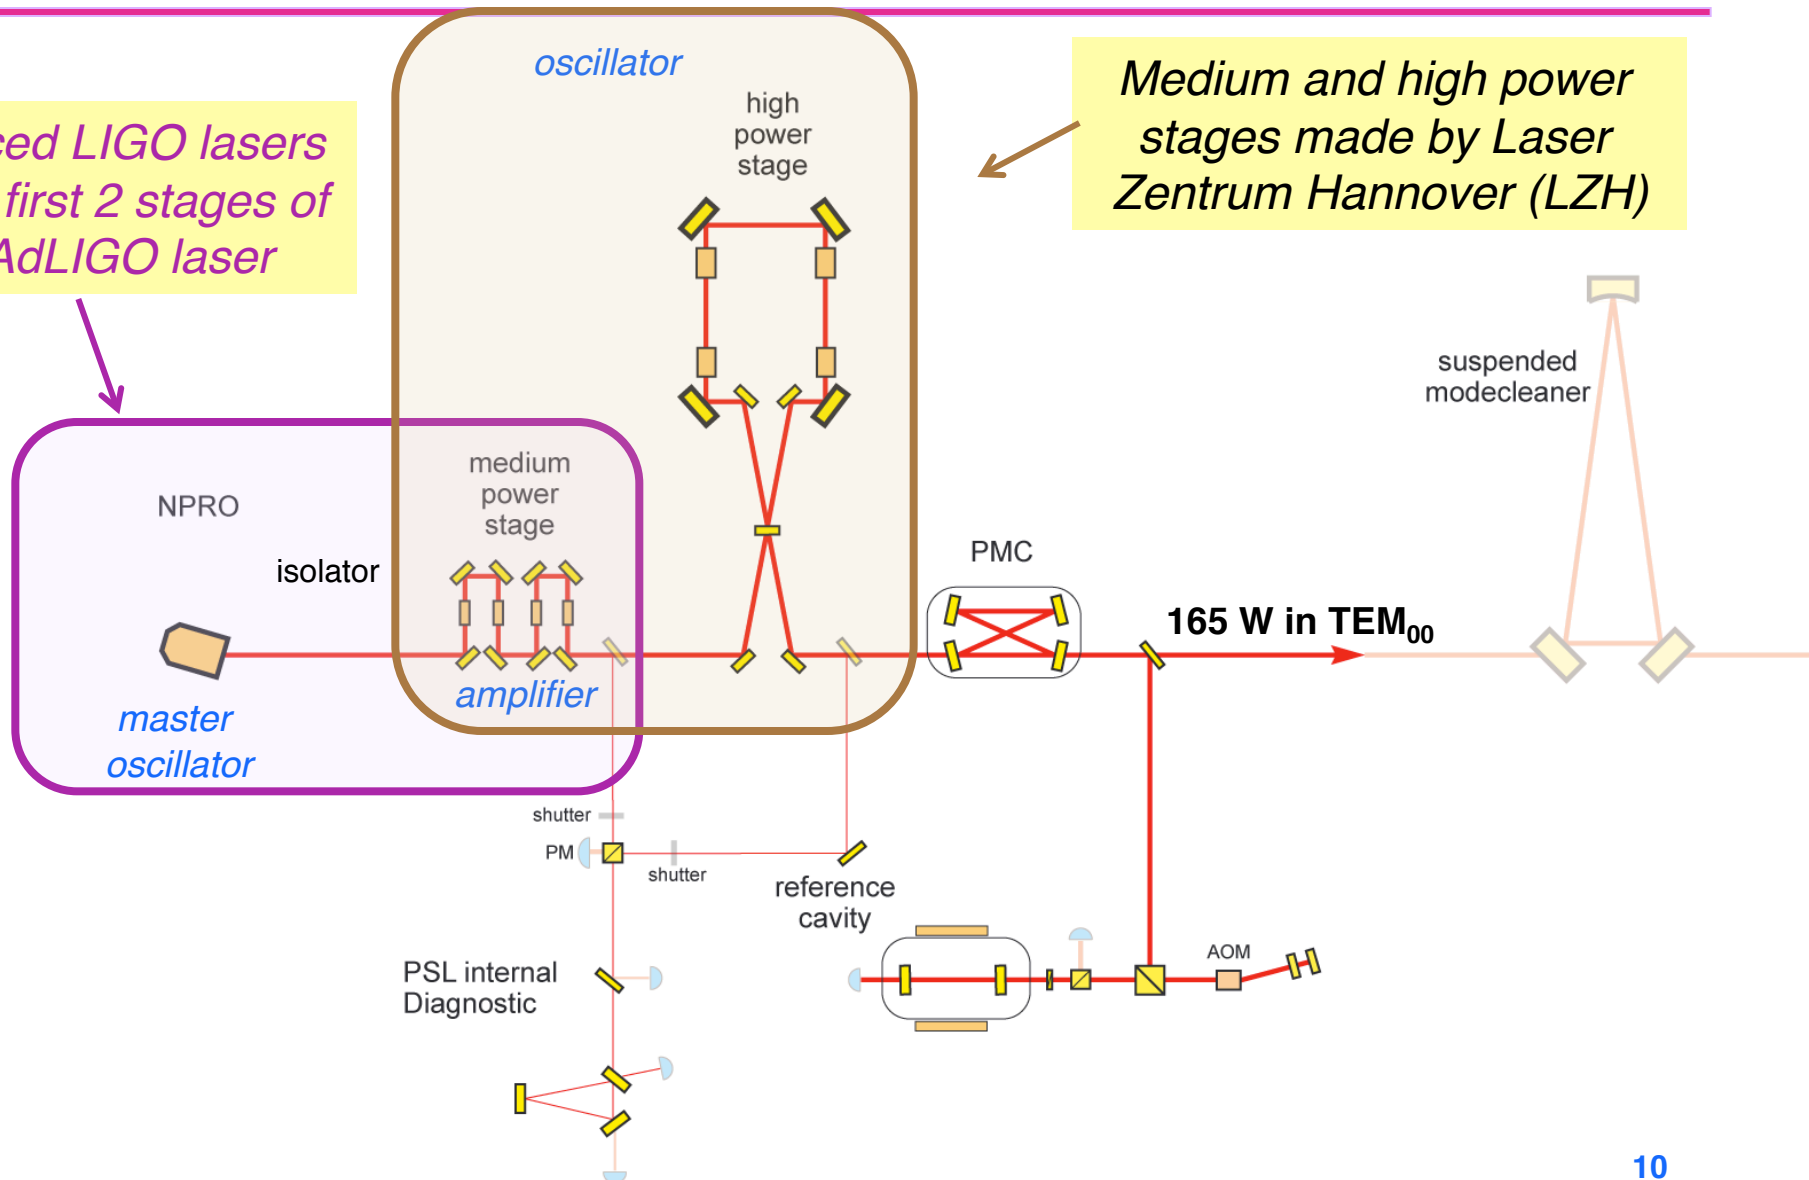 oscillator
high
power
stage
Medium and high power
stages made by Laser
Zentrum Hannover (LZH)
LIGO lasers
first 2 stages of
AdLIGO laser
suspended
modecleaner
NPRO
medium
power
stage
isolator
PMC
165 W in TEM00
amplifier
master
oscillator
shutter
PM
shutter
reference
cavity
PSL internal
Diagnostic
AOM
10